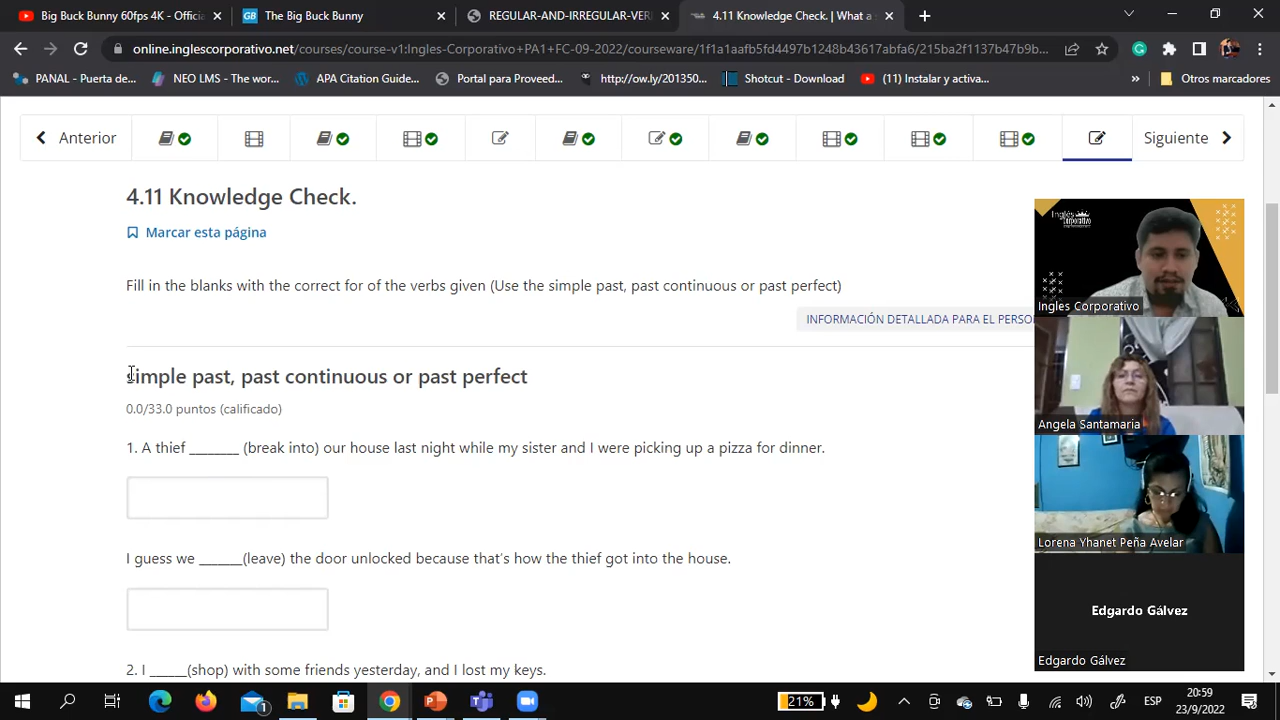 Big Buck Bunny 60fps 4K - Officia
The Big Buck Bunny
REGULAR-AND-IRREGULAR-VER
4.11 Knowledge Check. | What a s
online.inglescorporativo.net/courses/course-v1:Ingles-Corporativo+PA1+FC-09-2022/courseware/1f1a1aafb5fd4497b1248b43617abfa6/215ba2f1137b47b9b...
PANAL - Puerta de...
NEO LMS - The wor...
APA Citation Guide...
Portal para Proveed...
http://ow.ly/201350...
Shotcut - Download
(11) Instalar y activa...
»
Otros marcadores
Anterior
Siguiente
4.11 Knowledge Check.
Marcar esta página
Fill in the blanks with the correct for of the verbs given (Use the simple past, past continuous or past perfect)
INFORMACIÓN DETALLADA PARA EL PERSO
simple past, past continuous or past perfect
0.0/33.0 puntos (calificado)
1. A thief ________ (break into) our house last night while my sister and I were picking up a pizza for dinner.
I guess we _______(leave) the door unlocked because that's how the thief got into the house.
2. I ______(shop) with some friends yesterday, and I lost my keys.
Inglés
Corporativo
Ingles Corporativo
Angela Santamaria
Lorena Yhanet Peña Avelar
Edgardo Gálvez
Edgardo Gálvez
1
21%
ESP
20:59
23/9/2022